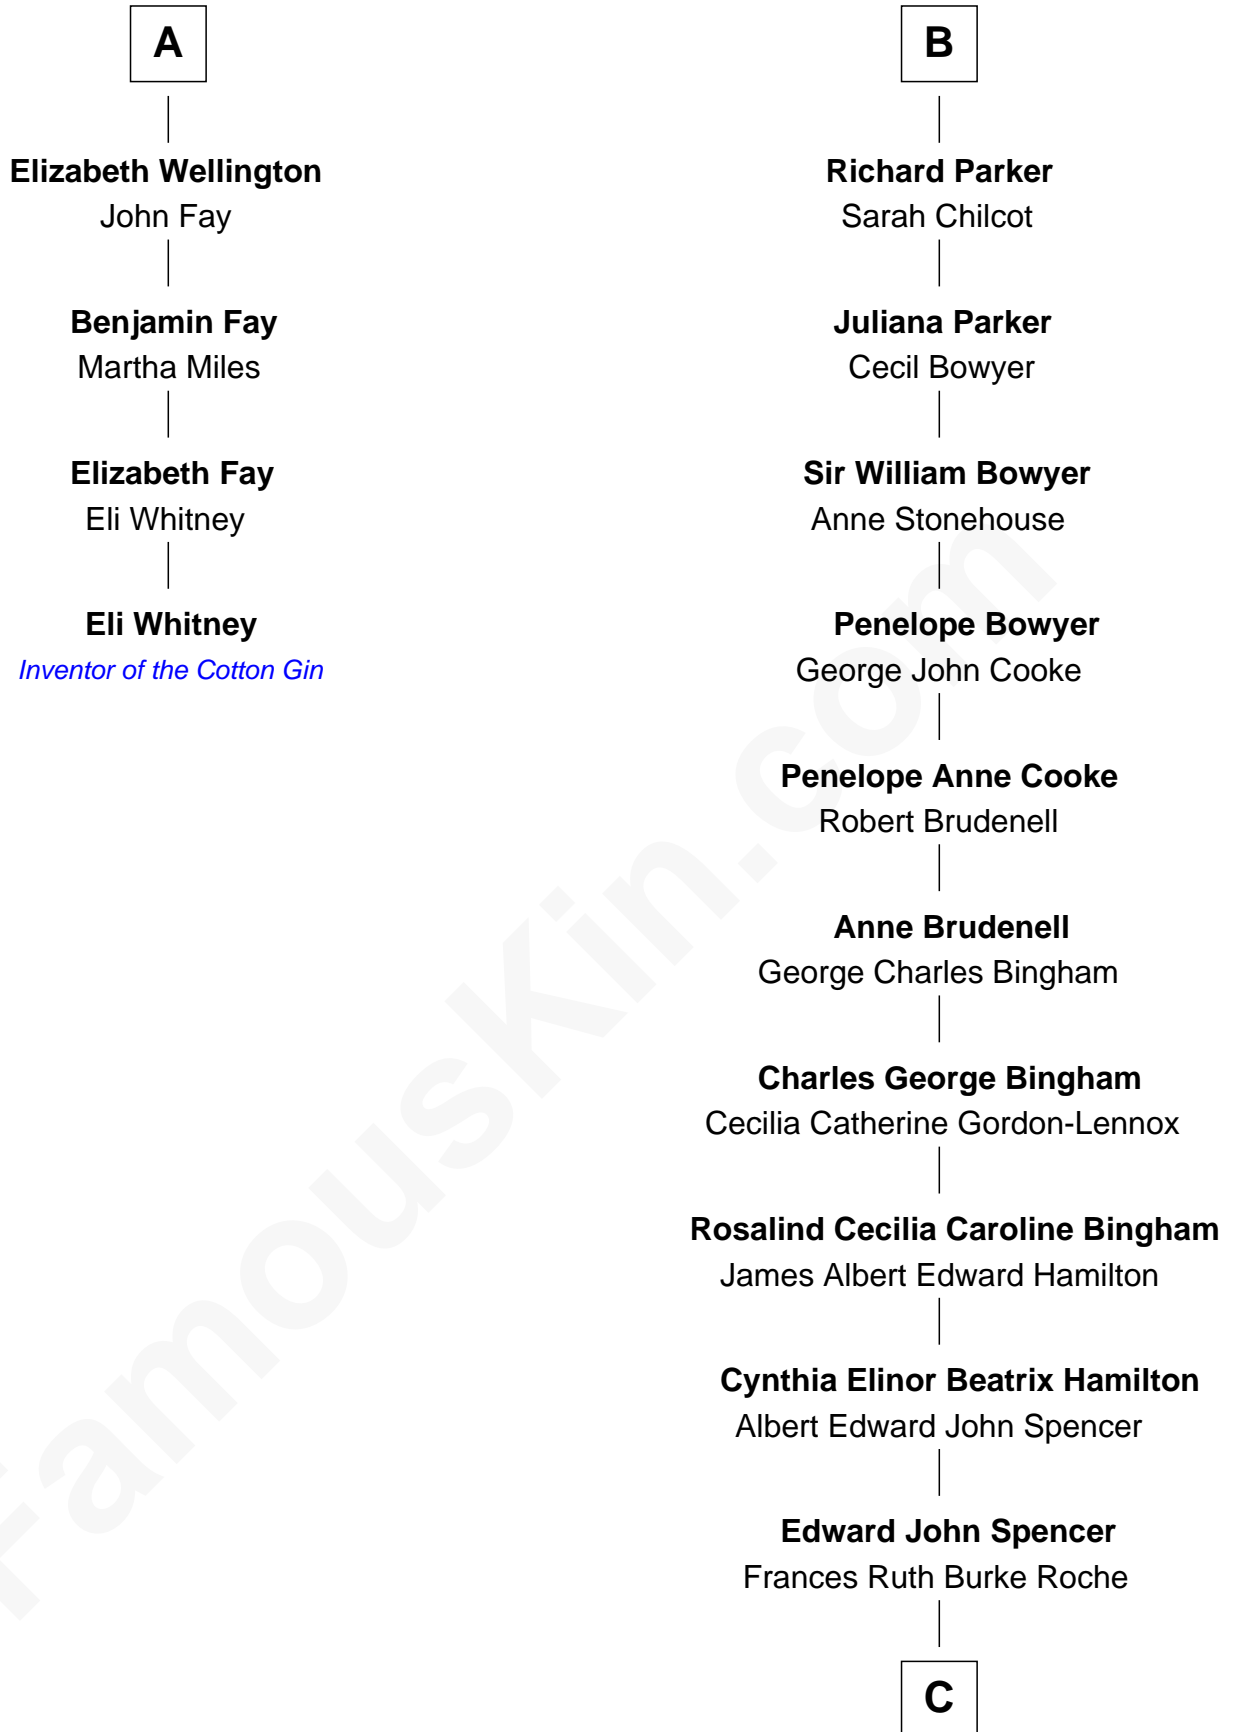 A
Elizabeth Wellington
John Fay
Benjamin Fay
Martha Miles
Elizabeth Fay
Eli Whitney
Eli Whitney
Inventor of the Cotton Gin
B
Richard Parker
Sarah Chilcot
Juliana Parker
Cecil Bowyer
Sir William Bowyer
Anne Stonehouse
Penelope Bowyer
George John Cooke
Penelope Anne Cooke
Robert Brudenell
Anne Brudenell
George Charles Bingham
Charles George Bingham
Cecilia Catherine Gordon-Lennox
Rosalind Cecilia Caroline Bingham
James Albert Edward Hamilton
Cynthia Elinor Beatrix Hamilton
Albert Edward John Spencer
Edward John Spencer
Frances Ruth Burke Roche
C
FamousKin.com